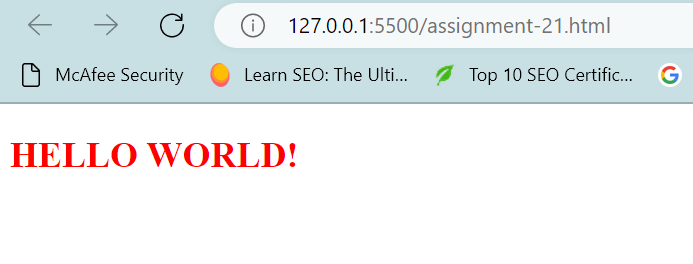 127.0.0.1:5500/assignment-21.html
McAfee Security Learn SEO: The Ulti... Top 10 SEO Certific...
HELLO WORLD!